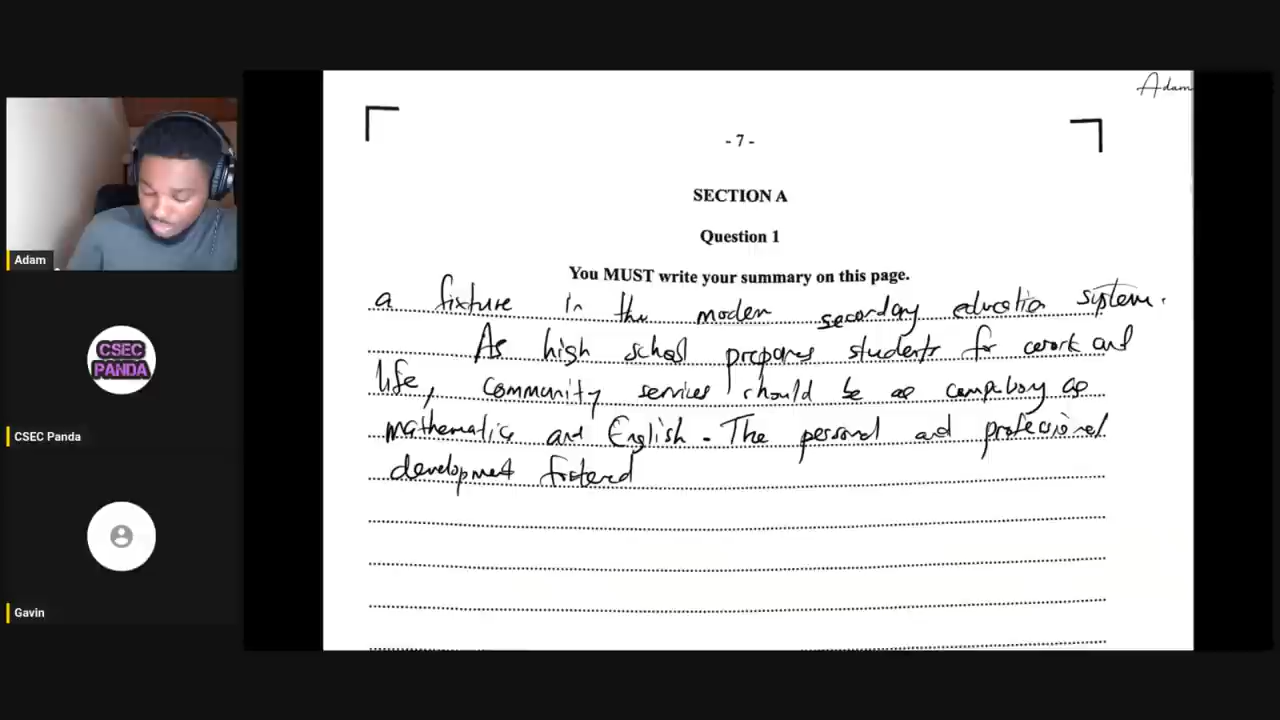 Adam
- 7 -
SECTION A
Question 1
You MUST write your summary on this page.
a fixture in the modern secondary education system.
As high school prepares students for work and
life, community services should be as compulsory as
mathematics and English. The personal and professional
development fostered
Adam
CSEC
PANDA
CSEC Panda
Gavin